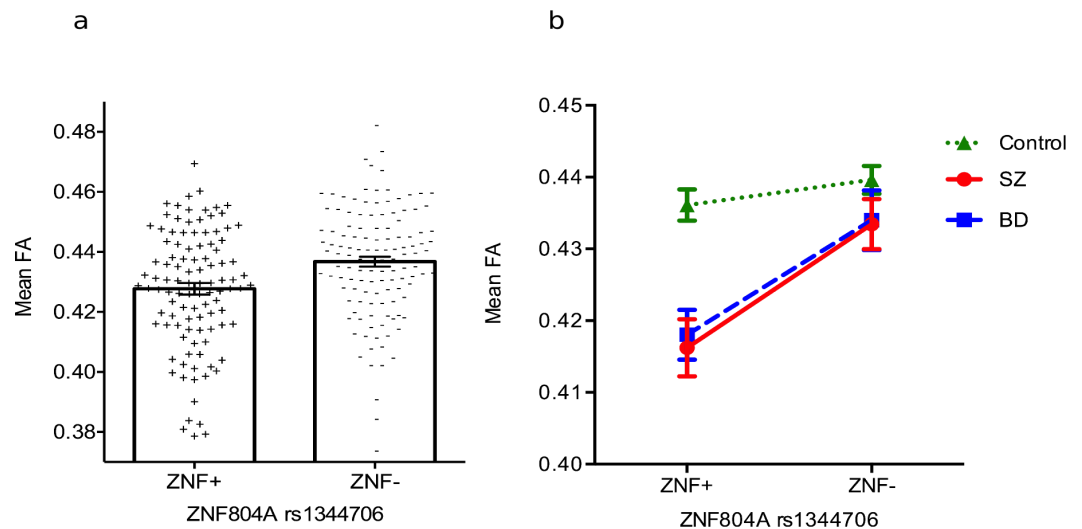 a
Mean FA
0.48
0.46
0.44
0.42
0.40
0.38
ZNF+ ZNF-
ZNF804A rs1344706
b
Mean FA
0.45
0.44
0.43
0.42
0.41
0.40
ZNF+ ZNF-
ZNF804A rs1344706
Control
SZ
BD